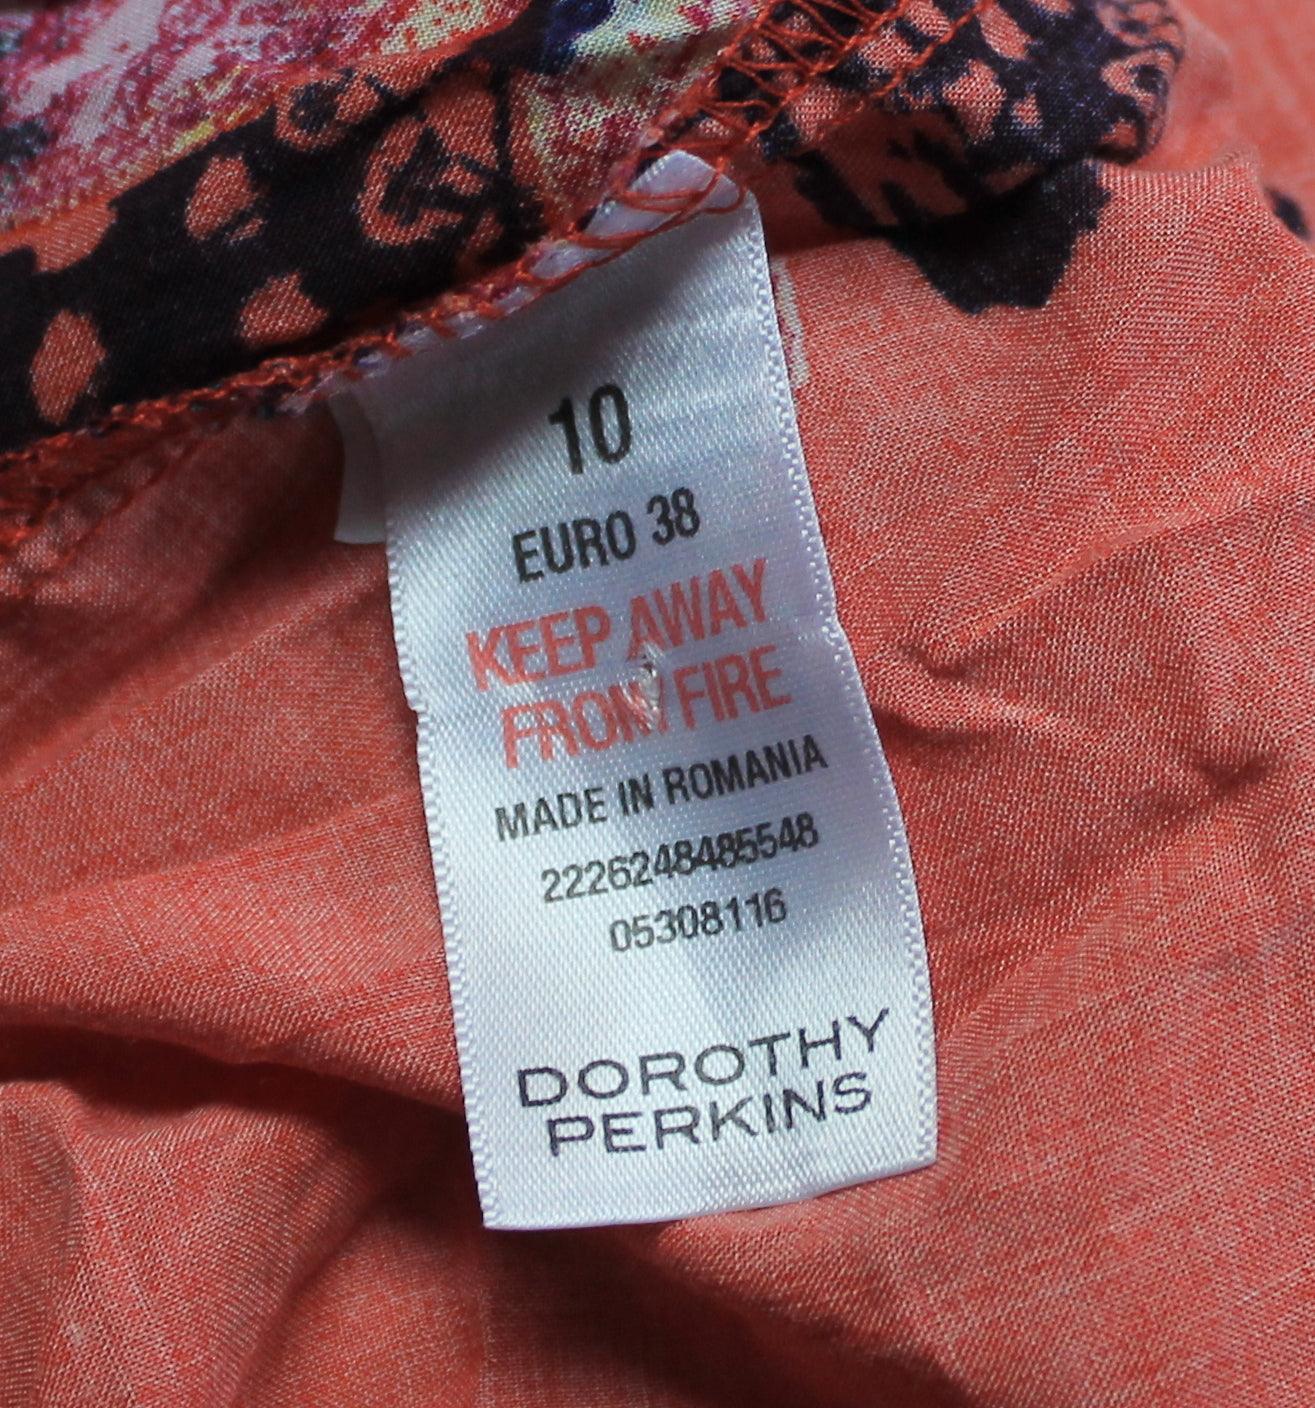 10
EURO 38
KEEP AWAY
FROM FIRE
MADE IN ROMANIA
2226248485548
05308116
DOROTHY
PERKINS